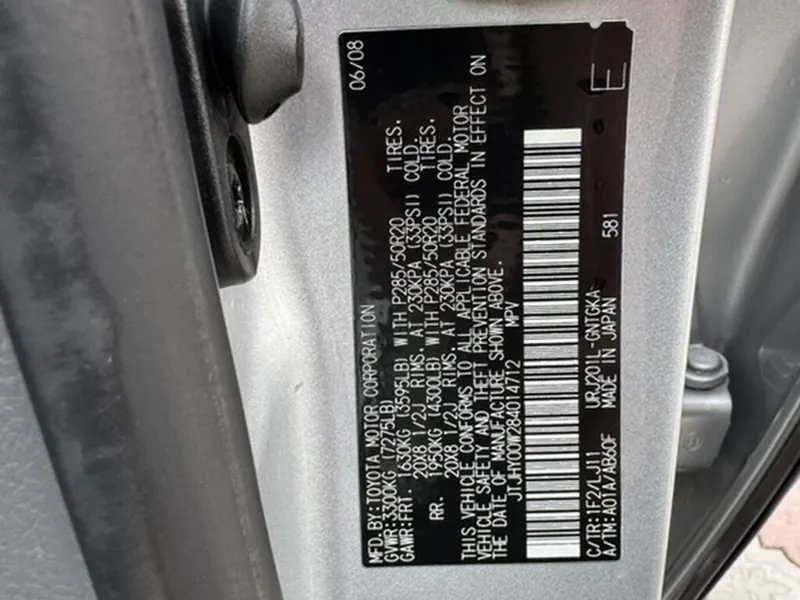 MFD.BY:TOYOTA MOTOR CORPORATION 06/08
GVWR:3300KG (7275LB)
GAWR:FRT. 1630KG (3595LB) WITH P285/50R20 TIRES.
20X8 1/2J RIMS. AT 230KPA (33PSI) COLD.
RR. 1950KG (4300LB) WITH P285/50R20 TIRES.
20X8 1/2J RIMS. AT 230KPA (33PSI) COLD.
THIS VEHICLE CONFORMS TO ALL APPLICABLE FEDERAL MOTOR
VEHICLE SAFETY AND THEFT PREVENTION STANDARDS IN EFFECT ON
THE DATE OF MANUFACTURE SHOWN ABOVE.
JTJHY00W284014712 MPV
581
C/TR:1F2/LJ11 URJ201L-GNTGKA
A/TM:A01A/AB60F MADE IN JAPAN
E